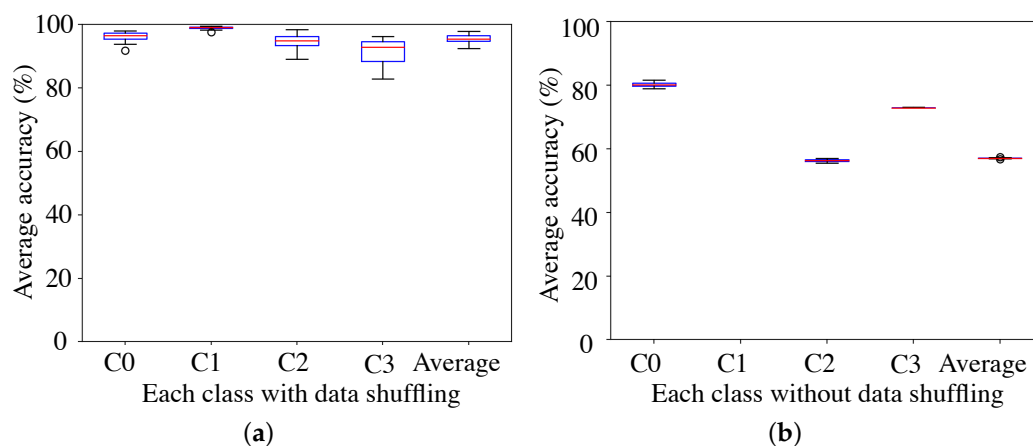 100
80
60
40
20
0
Average accuracy (%)
C0 C1 C2 C3 Average
Each class with data shuffling
(a)
100
80
60
40
20
0
Average accuracy (%)
C0 C1 C2 C3 Average
Each class without data shuffling
(b)